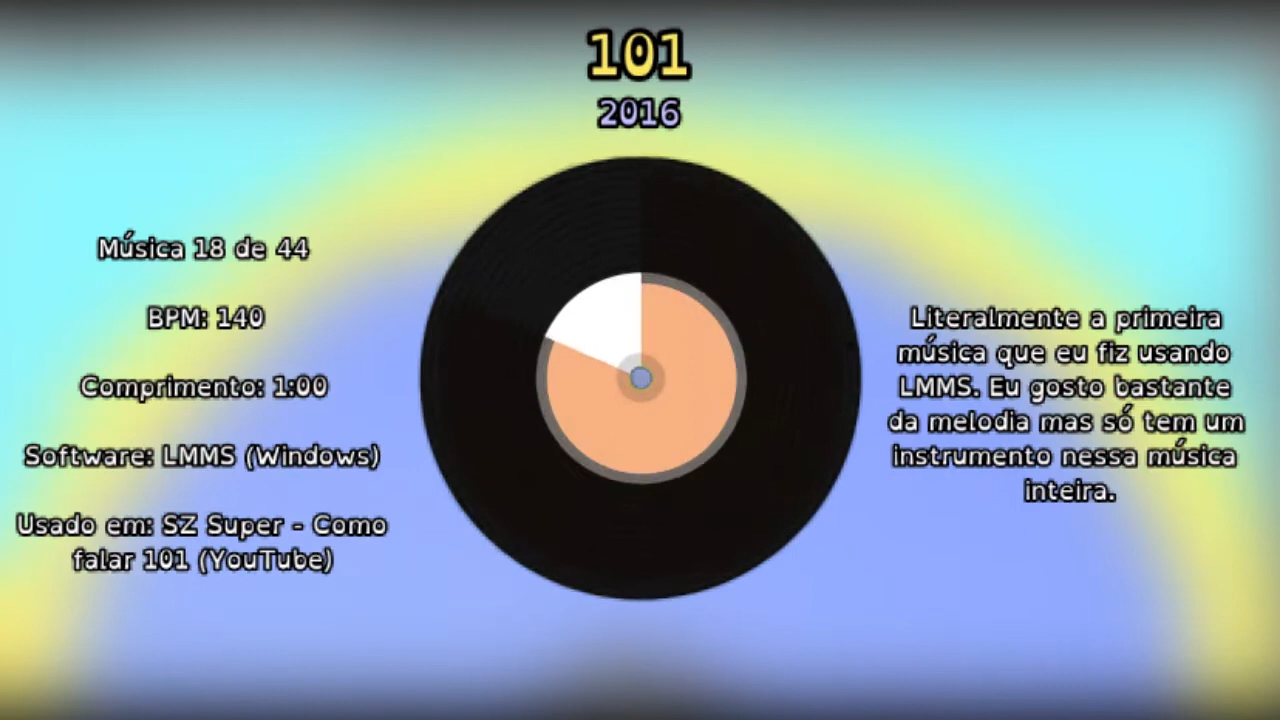 101
2016
Música 18 de 44
BPM: 140
Comprimento: 1:00
Software: LMMS (Windows)
Usado em: SZ Super - Como
falar 101 (YouTube)
Literalmente a primeira
música que eu fiz usando
LMMS. Eu gosto bastante
da melodia mas só tem um
instrumento nessa música
inteira.